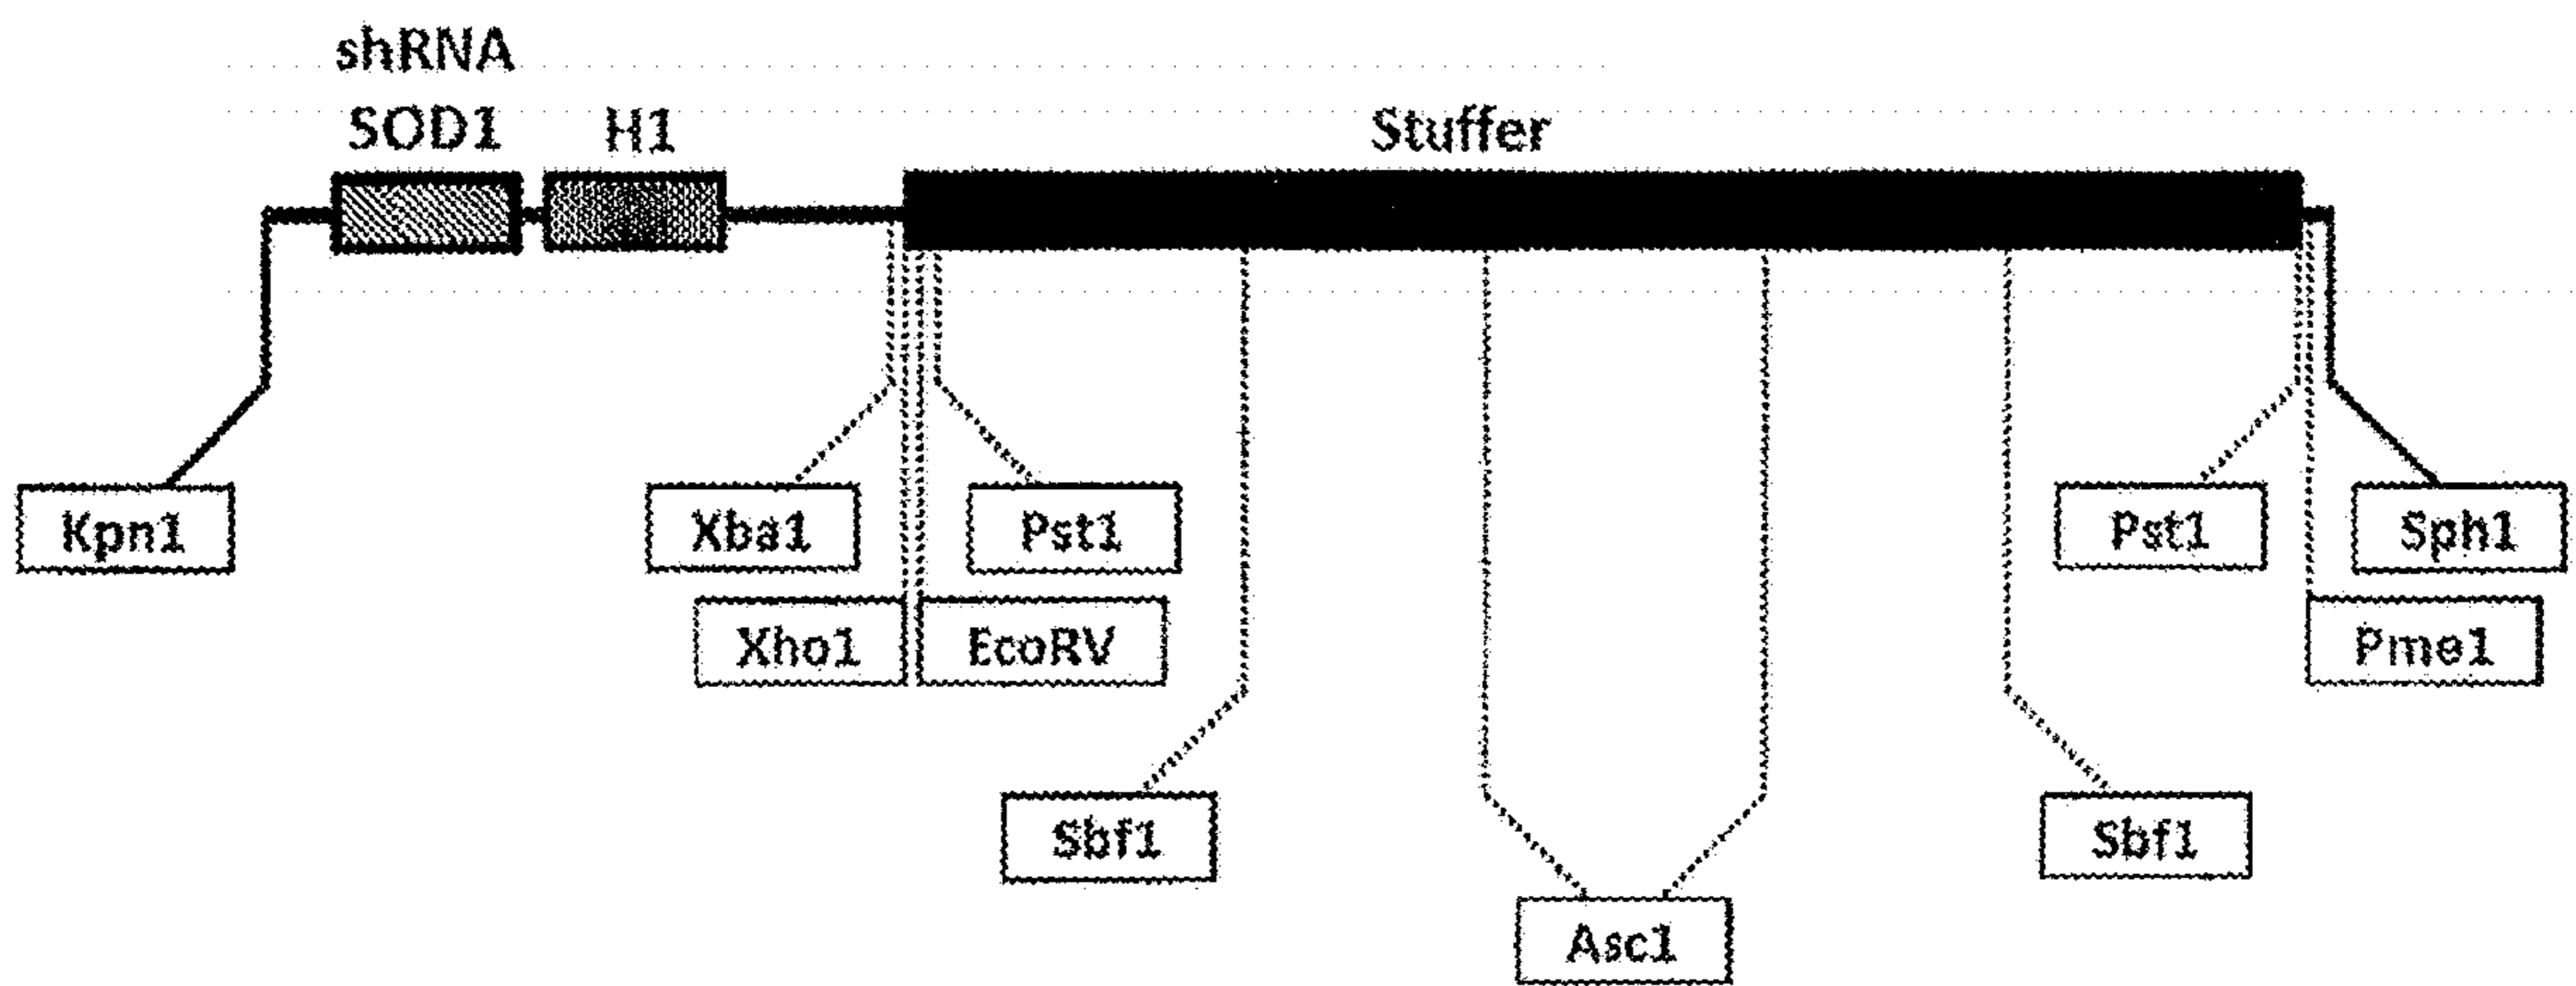 shRNA
SOD1 H1 Stuffer
Kpn1 Xba1 Pst1 Pst1 Sph1
Xho1 EcoRV Pme1
Sbf1 Sbf1
Asc1